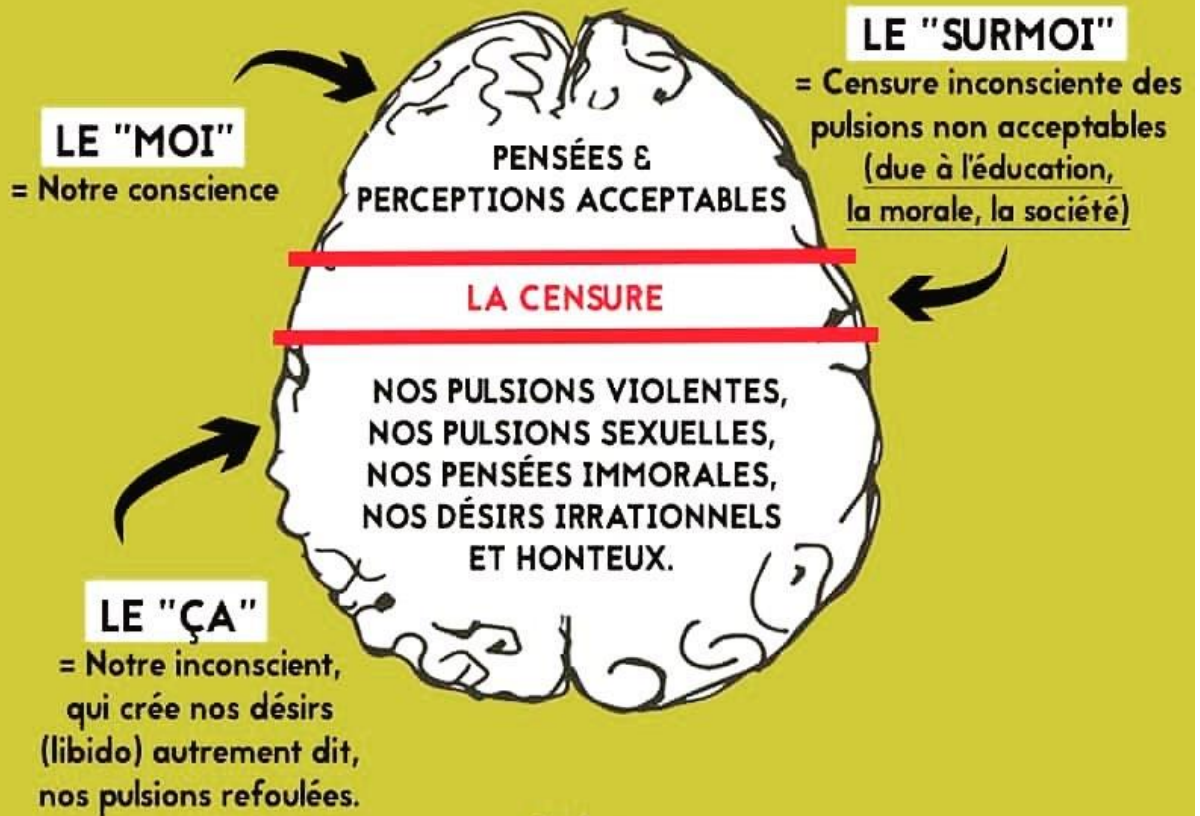 LE "MOI"
= Notre conscience
LE "SURMOI"
= Censure inconsciente des
pulsions non acceptables
(due à l'éducation,
la morale, la société)
PENSÉES &
PERCEPTIONS ACCEPTABLES
LA CENSURE
NOS PULSIONS VIOLENTES,
NOS PULSIONS SEXUELLES,
NOS PENSÉES IMMORALES,
NOS DÉSIRS IRRATIONNELS
ET HONTEUX.
LE "ÇA"
= Notre inconscient,
qui crée nos désirs
(libido) autrement dit,
nos pulsions refoulées.